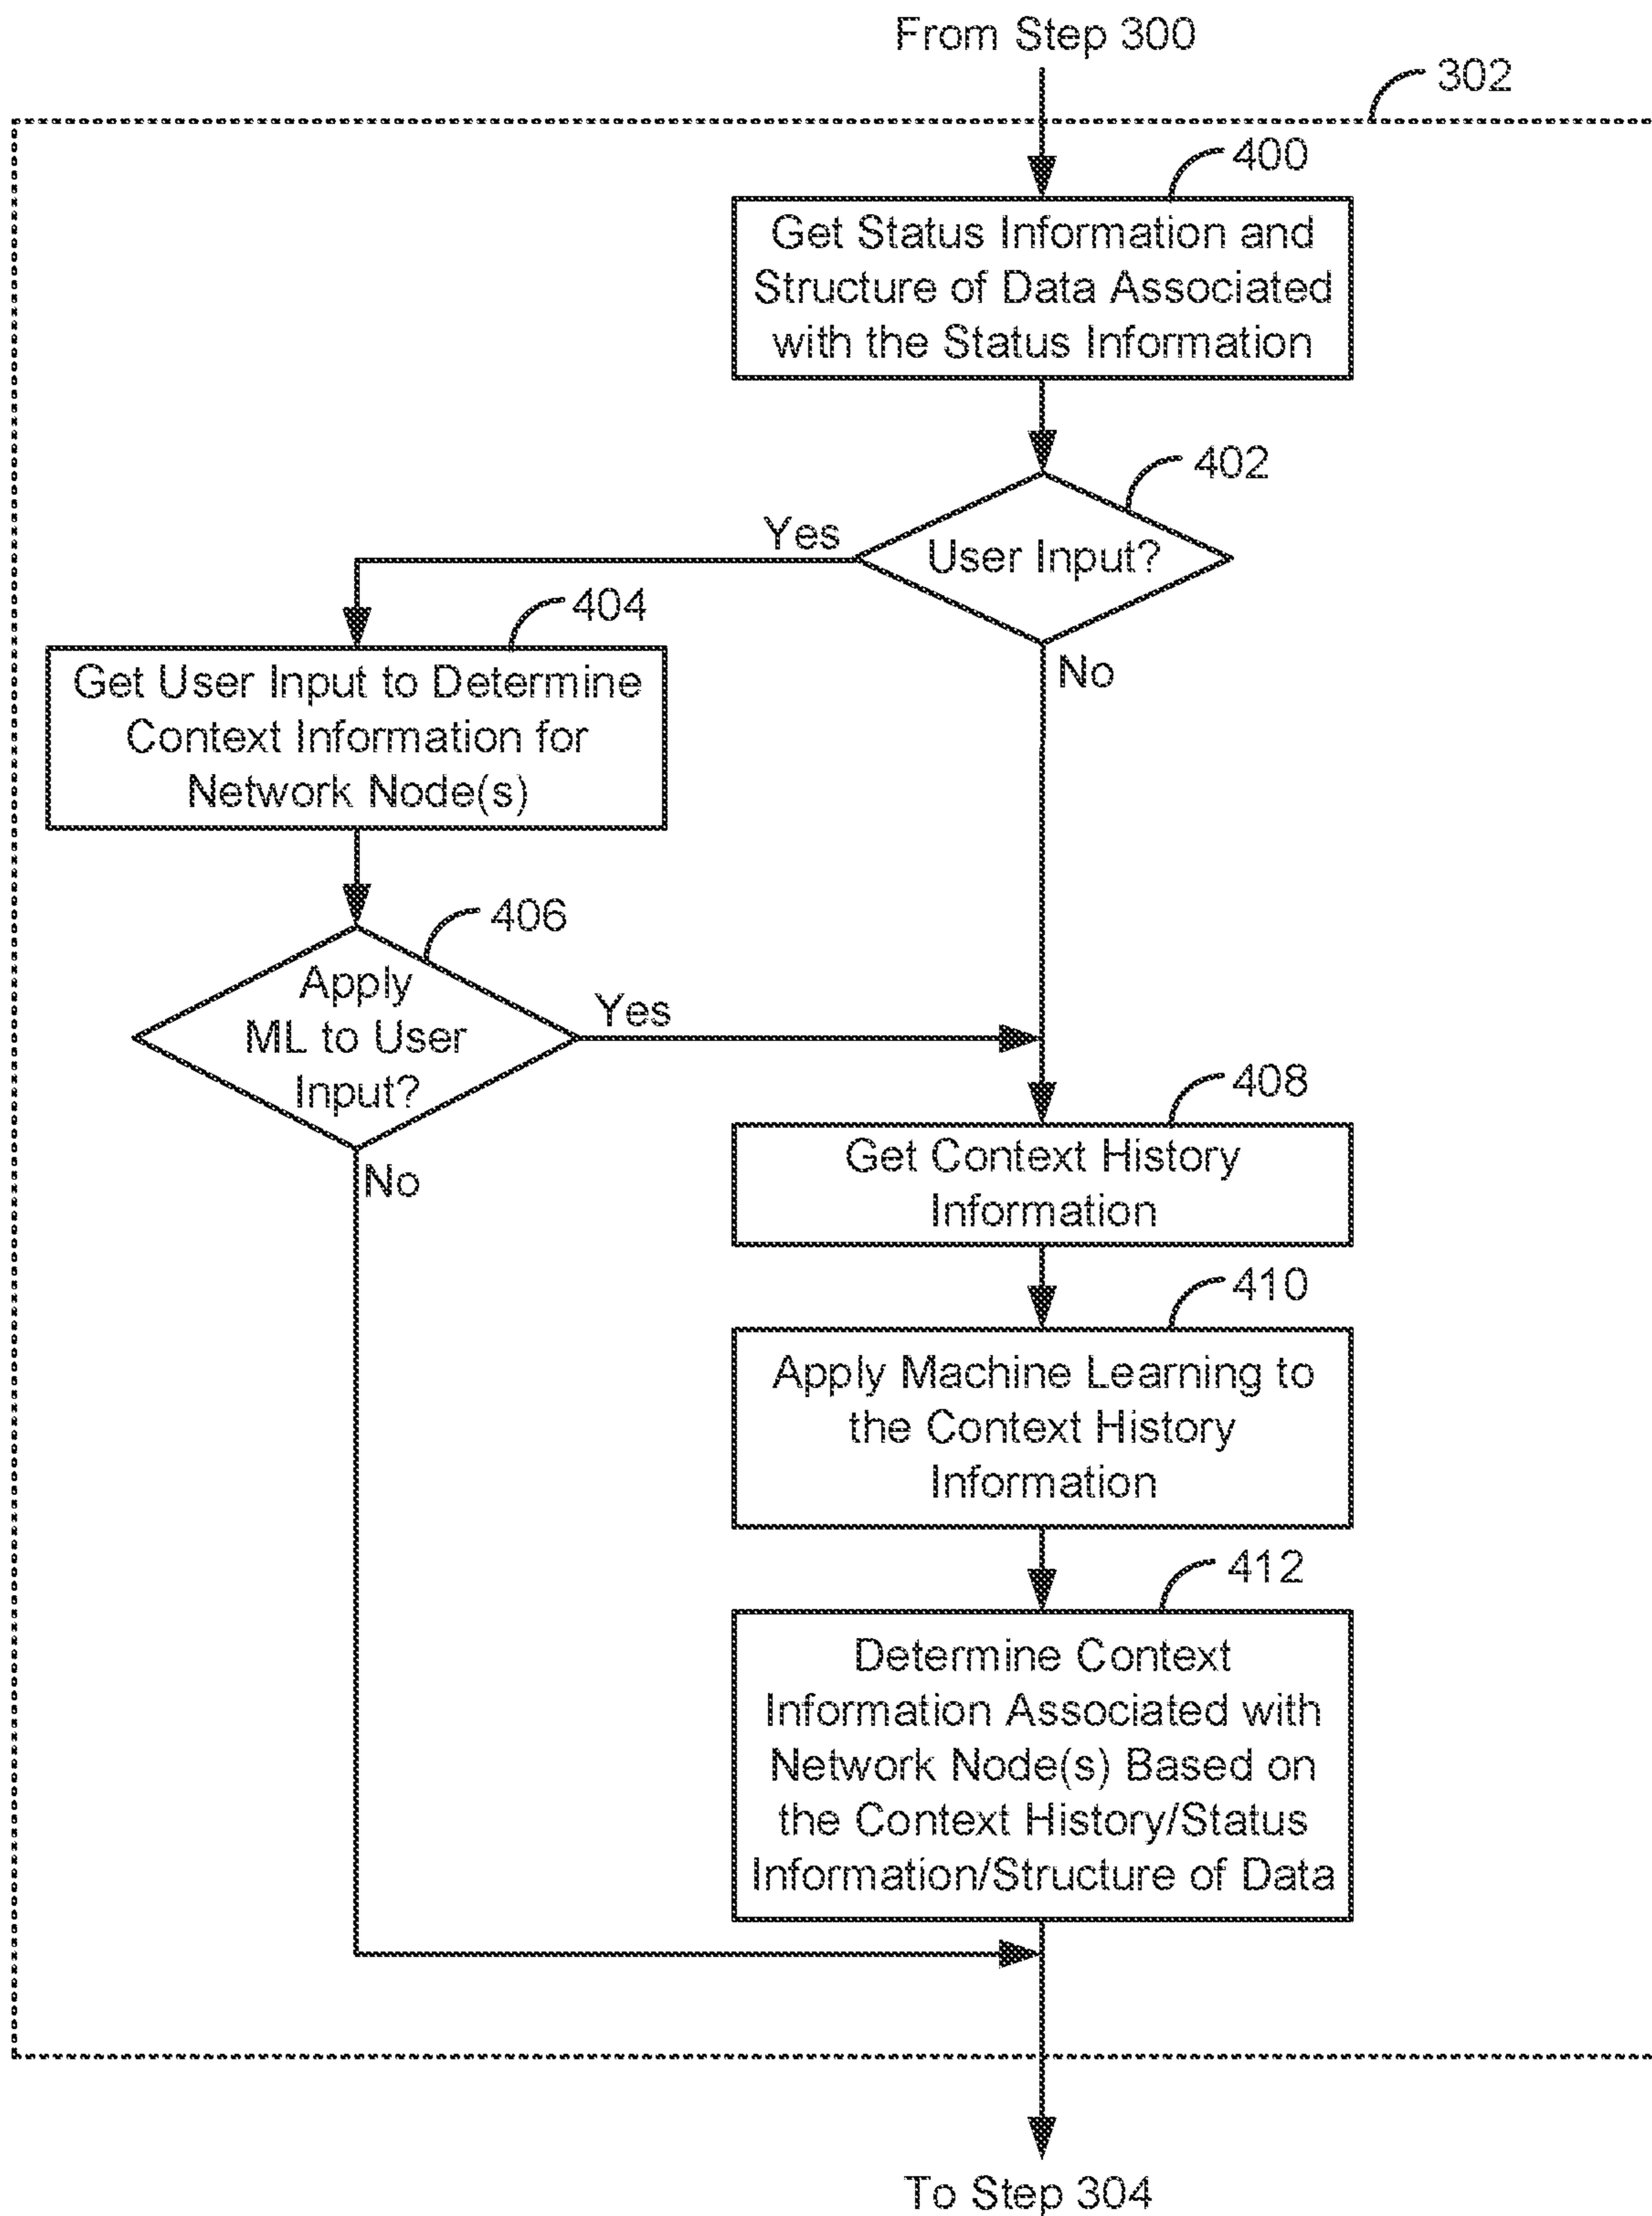 From Step 300
302
400
Get Status Information and
Structure of Data Associated
with the Status Information
402
Yes
User Input?
404
No
Get User Input to Determine
Context Information for
Network Node(s)
406
Apply
ML to User
Input?
Yes
No
408
Get Context History
Information
410
Apply Machine Learning to
the Context History
Information
412
Determine Context
Information Associated with
Network Node(s) Based on
the Context History/Status
Information/Structure of Data
To Step 304